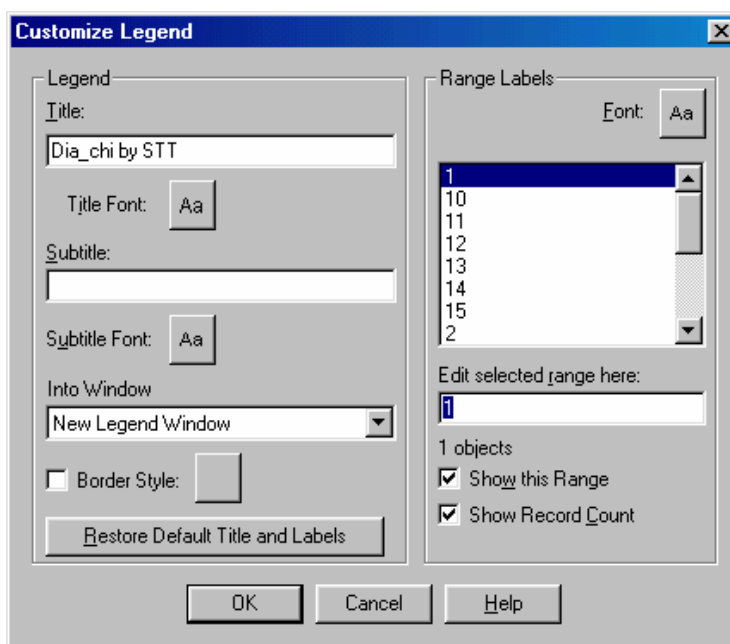 Customize Legend
Legend
Title:
Dia_chi by STT
Title Font: Aa
Subtitle:
Subtitle Font: Aa
Into Window
New Legend Window
Border Style:
Restore Default Title and Labels
Range Labels
Font: Aa
1
10
11
12
13
14
15
2
Edit selected range here:
1
1 objects
Show this Range
Show Record Count
OK
Cancel
Help